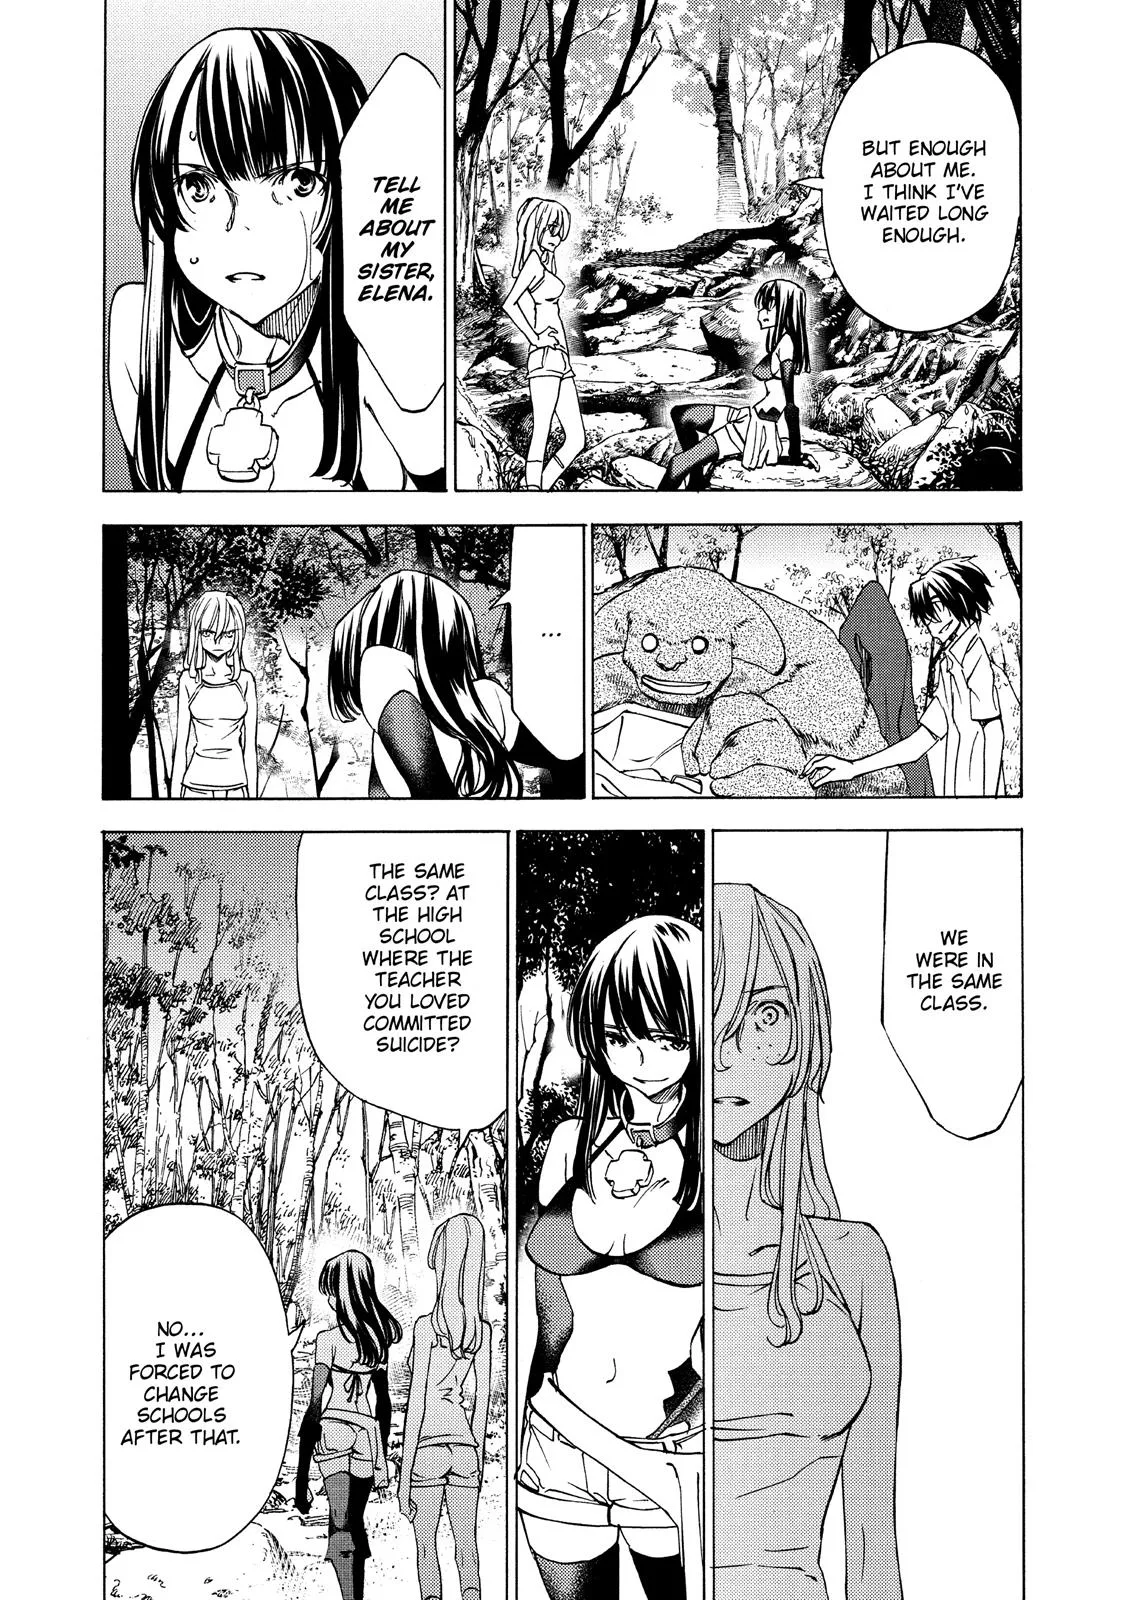 BUT ENOUGH
ABOUT ME.
I THINK I'VE
WAITED LONG
ENOUGH.
TELL
ME
ABOUT
MY
SISTER,
ELENA.
...
WE
WERE IN
THE SAME
CLASS.
THE SAME
CLASS? AT
THE HIGH
SCHOOL
WHERE THE
TEACHER
YOU LOVED
COMMITTED
SUICIDE?
NO...
I WAS
FORCED TO
CHANGE
SCHOOLS
AFTER THAT.